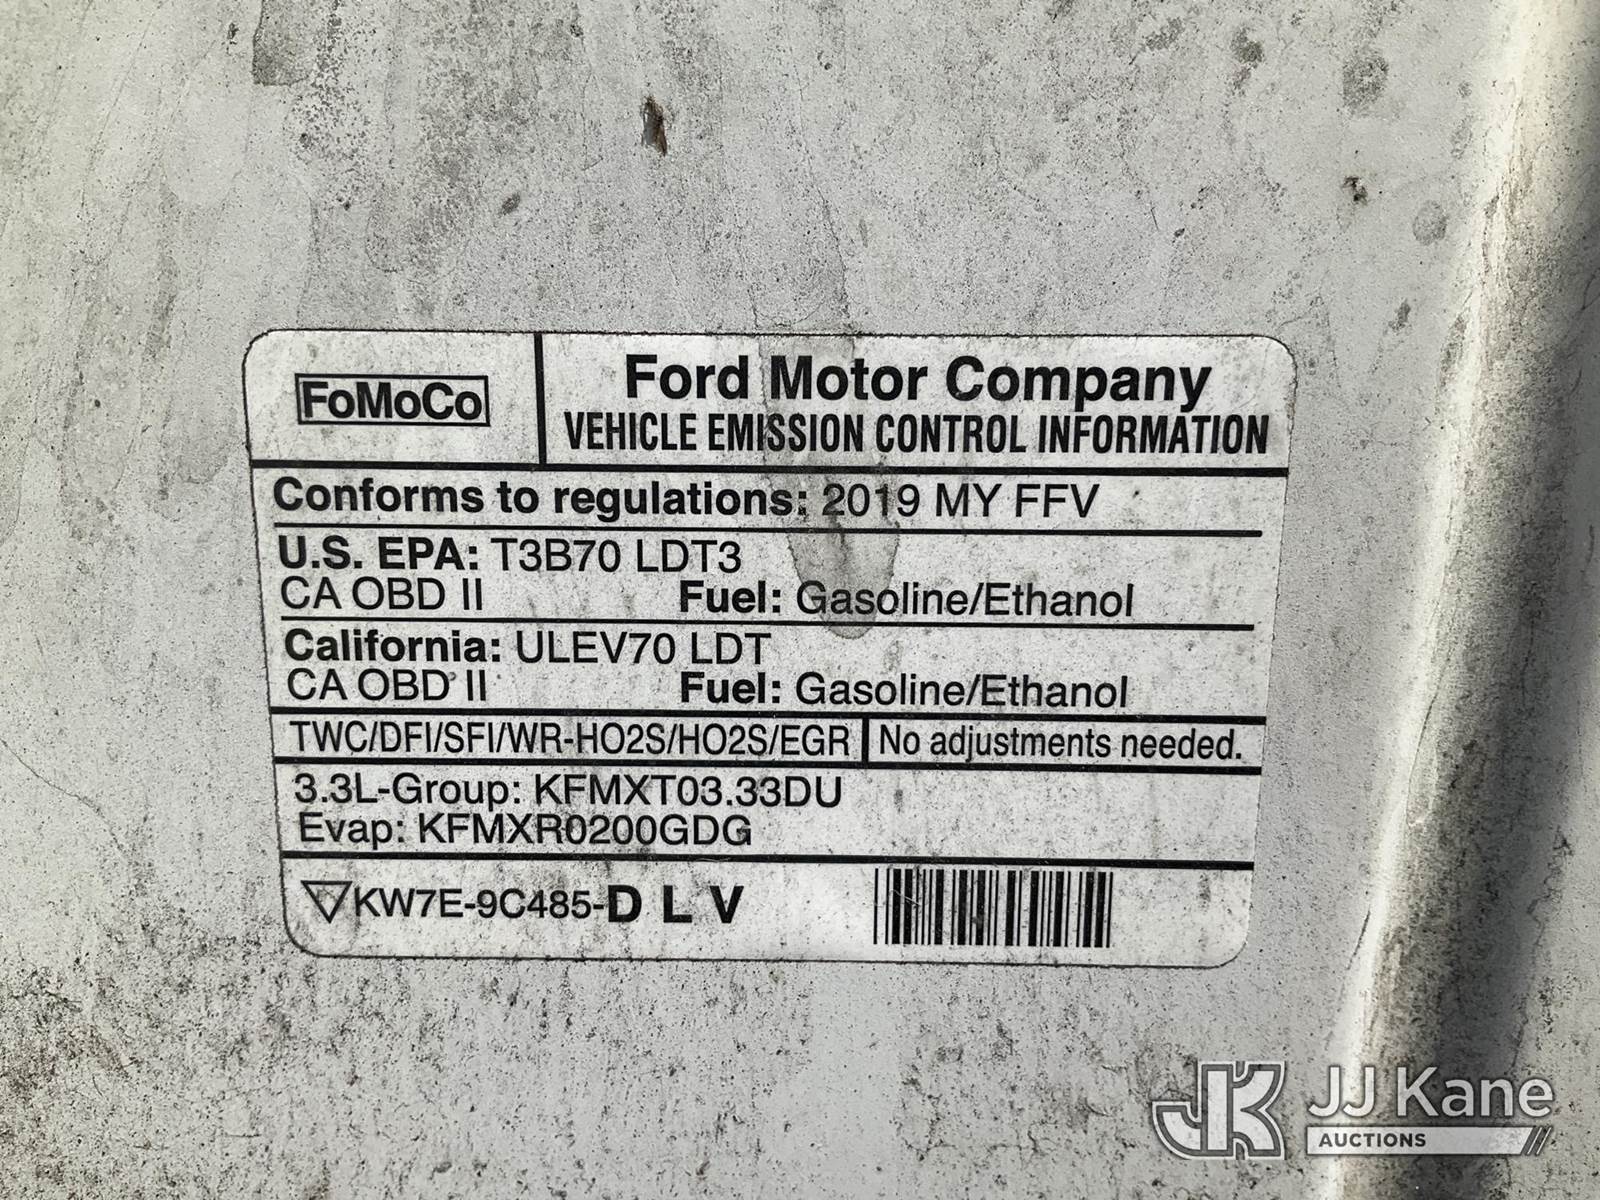 FoMoCo
Ford Motor Company
VEHICLE EMISSION CONTROL INFORMATION
Conforms to regulations: 2019 MY FFV
U.S. EPA: T3B70 LDT3
CA OBD II Fuel: Gasoline/Ethanol
California: ULEV70 LDT
CA OBD II Fuel: Gasoline/Ethanol
TWC/DFI/SFI/WR-HO2S/HO2S/EGR No adjustments needed.
3.3L-Group: KFMXT03.33DU
Evap: KFMXR0200GDG
KW7E-9C485-D L V
JK JJ Kane
AUCTIONS